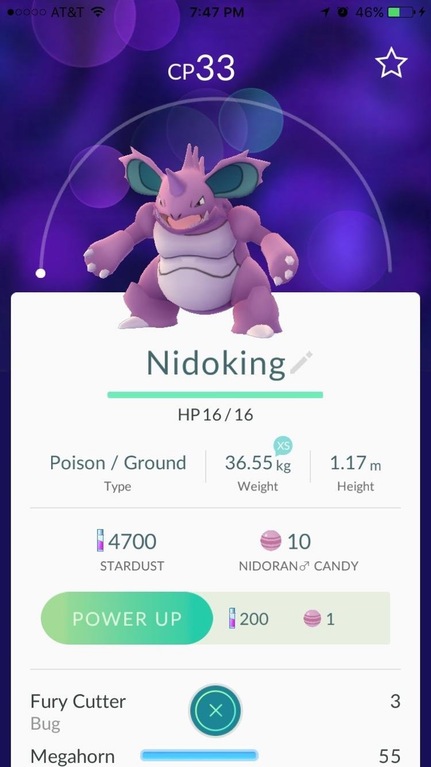 AT&T 7:47 PM 46%
CP33
Nidoking
HP 16 / 16
XS
Poison / Ground 36.55 kg 1.17 m
Type Weight Height
4700 10
STARDUST NIDORAN♂ CANDY
POWER UP 200 1
Fury Cutter 3
Bug
Megahorn 55